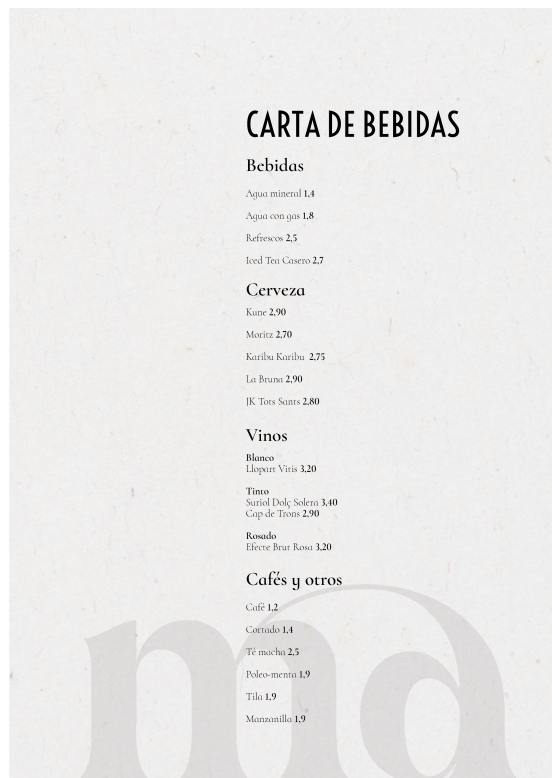 CARTA DE BEBIDAS
Bebidas
Agua mineral 1,4
Agua con gas 1,8
Refrescos 2,5
Iced Tea Casero 2,7
Cerveza
Kune 2,90
Moritz 2,70
Karibu Karibu 2,75
La Bruna 2,90
JK Tots Sants 2,80
Vinos
Blanco
Llopart Vitis 3,20
Tinto
Suriol Dolç Solera 3,40
Cap de Trons 2,90
Rosado
Efecte Brut Rosa 3,20
Cafés y otros
Café 1,2
Cortado 1,4
Té macha 2,5
Poleo-menta 1,9
Tila 1,9
Manzanilla 1,9
ma